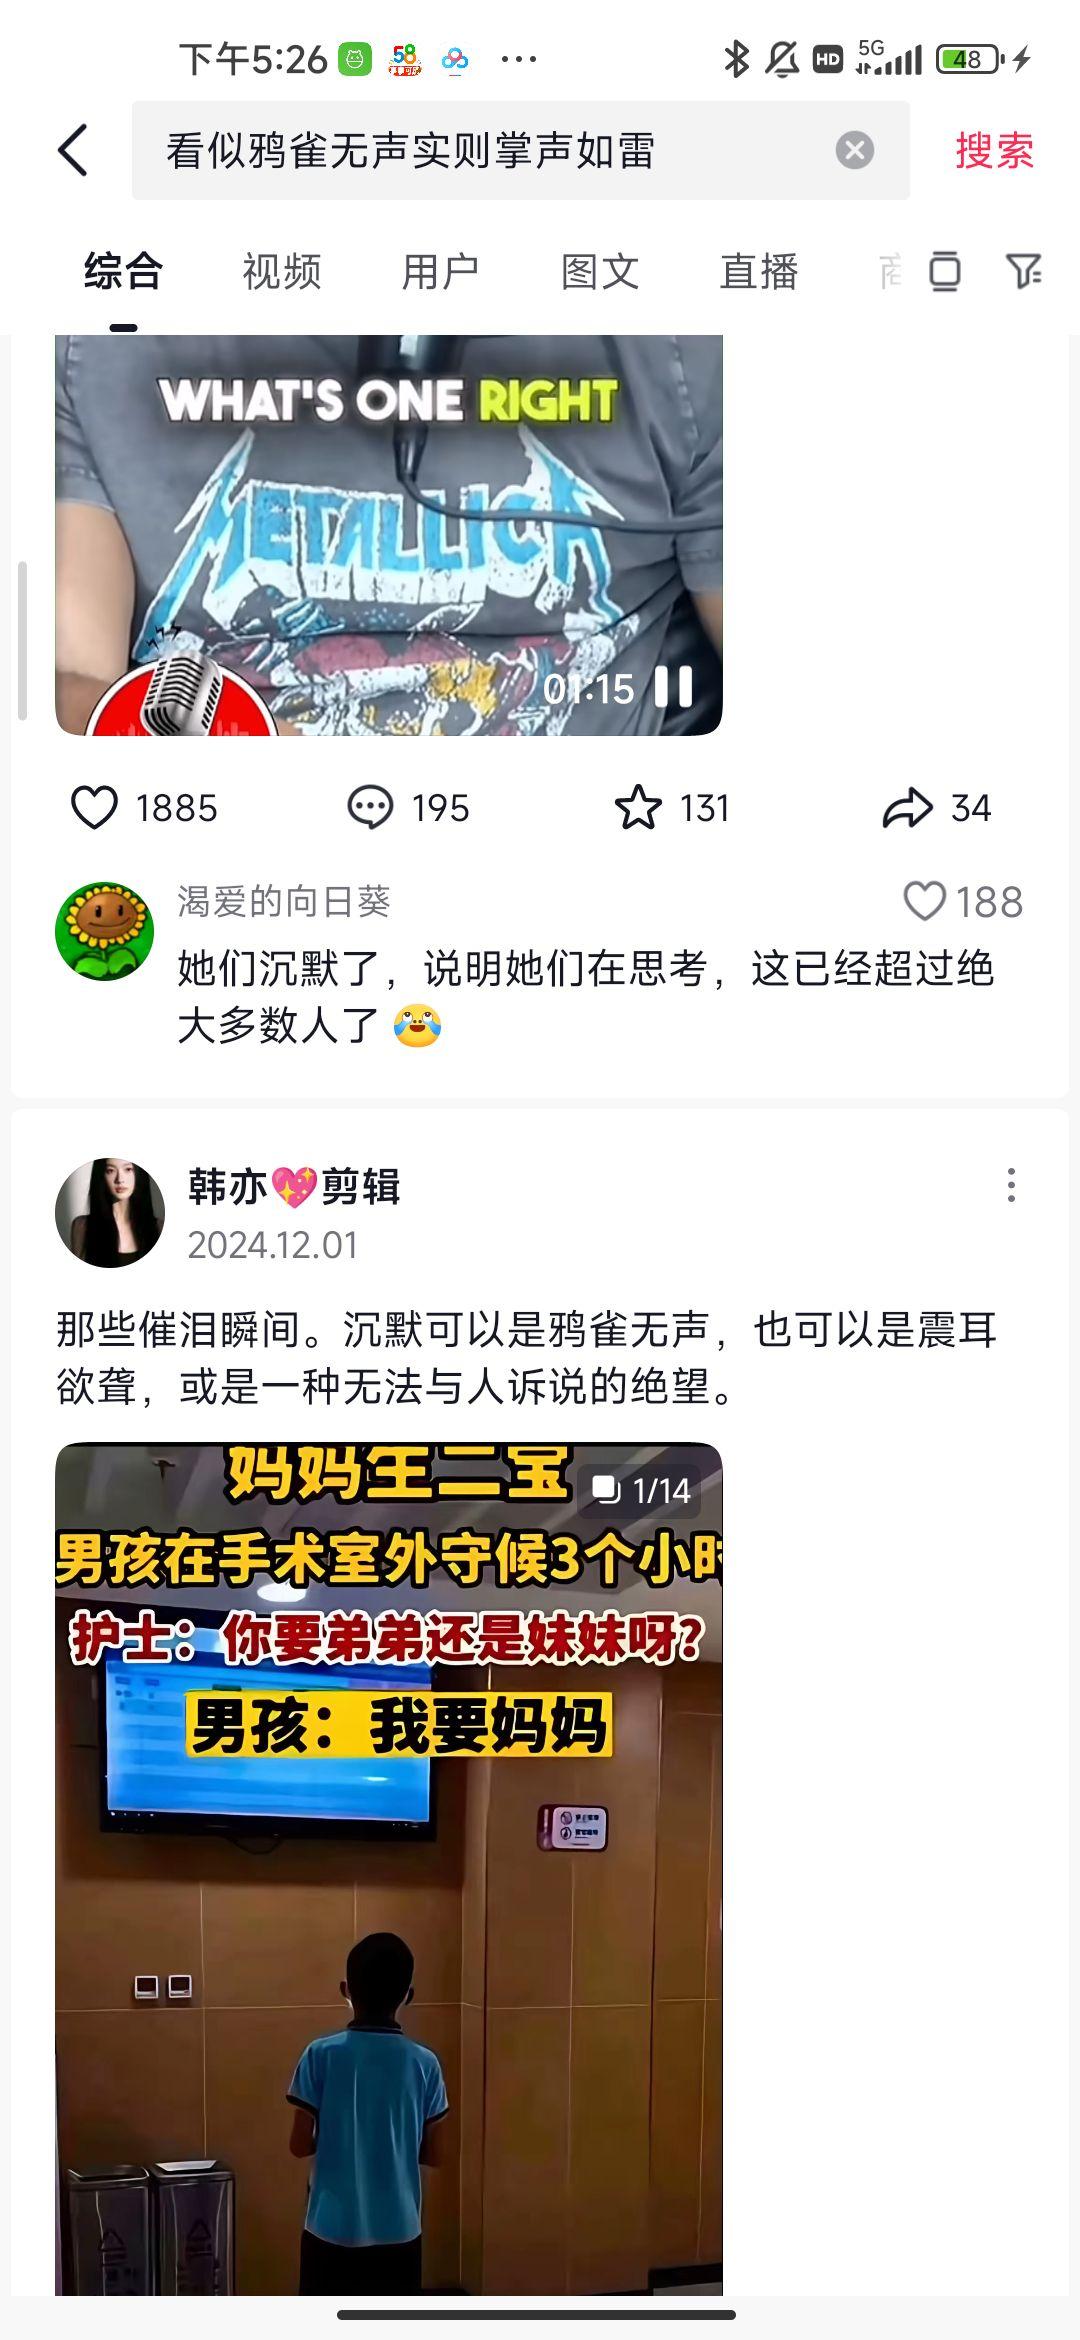 下午5:26
58
5G
HD
48
看似鸦雀无声实则掌声如雷
搜索
综合
视频
用户
图文
直播
WHAT'S ONE RIGHT
METALLICA
01:15
1885
195
131
34
渴爱的向日葵
188
她们沉默了，说明她们在思考，这已经超过绝
大多数人了😂
韩亦💖剪辑
2024.12.01
那些催泪瞬间。沉默可以是鸦雀无声，也可以是震耳
欲聋，或是一种无法与人诉说的绝望。
妈妈生二宝
1/14
男孩在手术室外守候3个小时
护士：你要弟弟还是妹妹呀？
男孩：我要妈妈